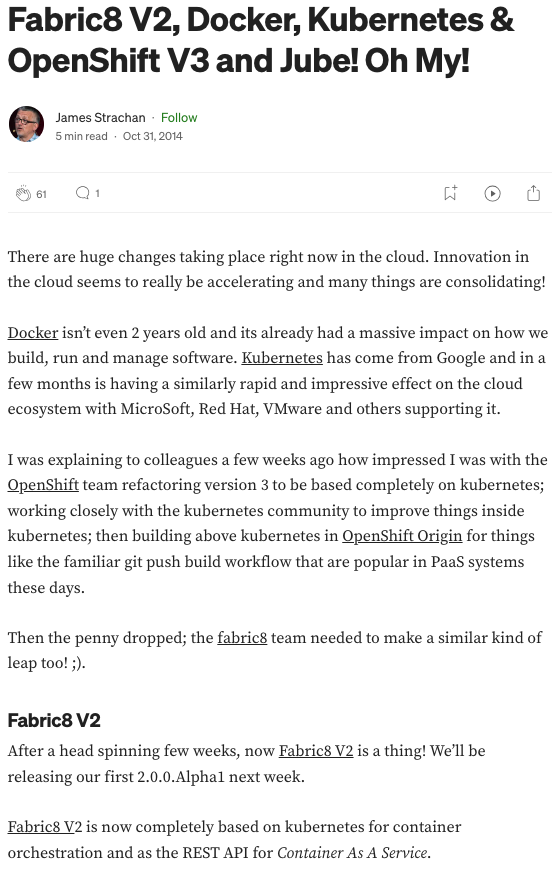 Fabric8 V2, Docker, Kubernetes &
OpenShift V3 and Jube! Oh My!
James Strachan · Follow
5 min read · Oct 31, 2014
61
1
There are huge changes taking place right now in the cloud. Innovation in
the cloud seems to really be accelerating and many things are consolidating!
Docker isn’t even 2 years old and its already had a massive impact on how we
build, run and manage software. Kubernetes has come from Google and in a
few months is having a similarly rapid and impressive effect on the cloud
ecosystem with MicroSoft, Red Hat, VMware and others supporting it.
I was explaining to colleagues a few weeks ago how impressed I was with the
OpenShift team refactoring version 3 to be based completely on kubernetes;
working closely with the kubernetes community to improve things inside
kubernetes; then building above kubernetes in OpenShift Origin for things
like the familiar git push build workflow that are popular in PaaS systems
these days.
Then the penny dropped; the fabric8 team needed to make a similar kind of
leap too! ;).
Fabric8 V2
After a head spinning few weeks, now Fabric8 V2 is a thing! We’ll be
releasing our first 2.0.0.Alpha1 next week.
Fabric8 V2 is now completely based on kubernetes for container
orchestration and as the REST API for Container As A Service.